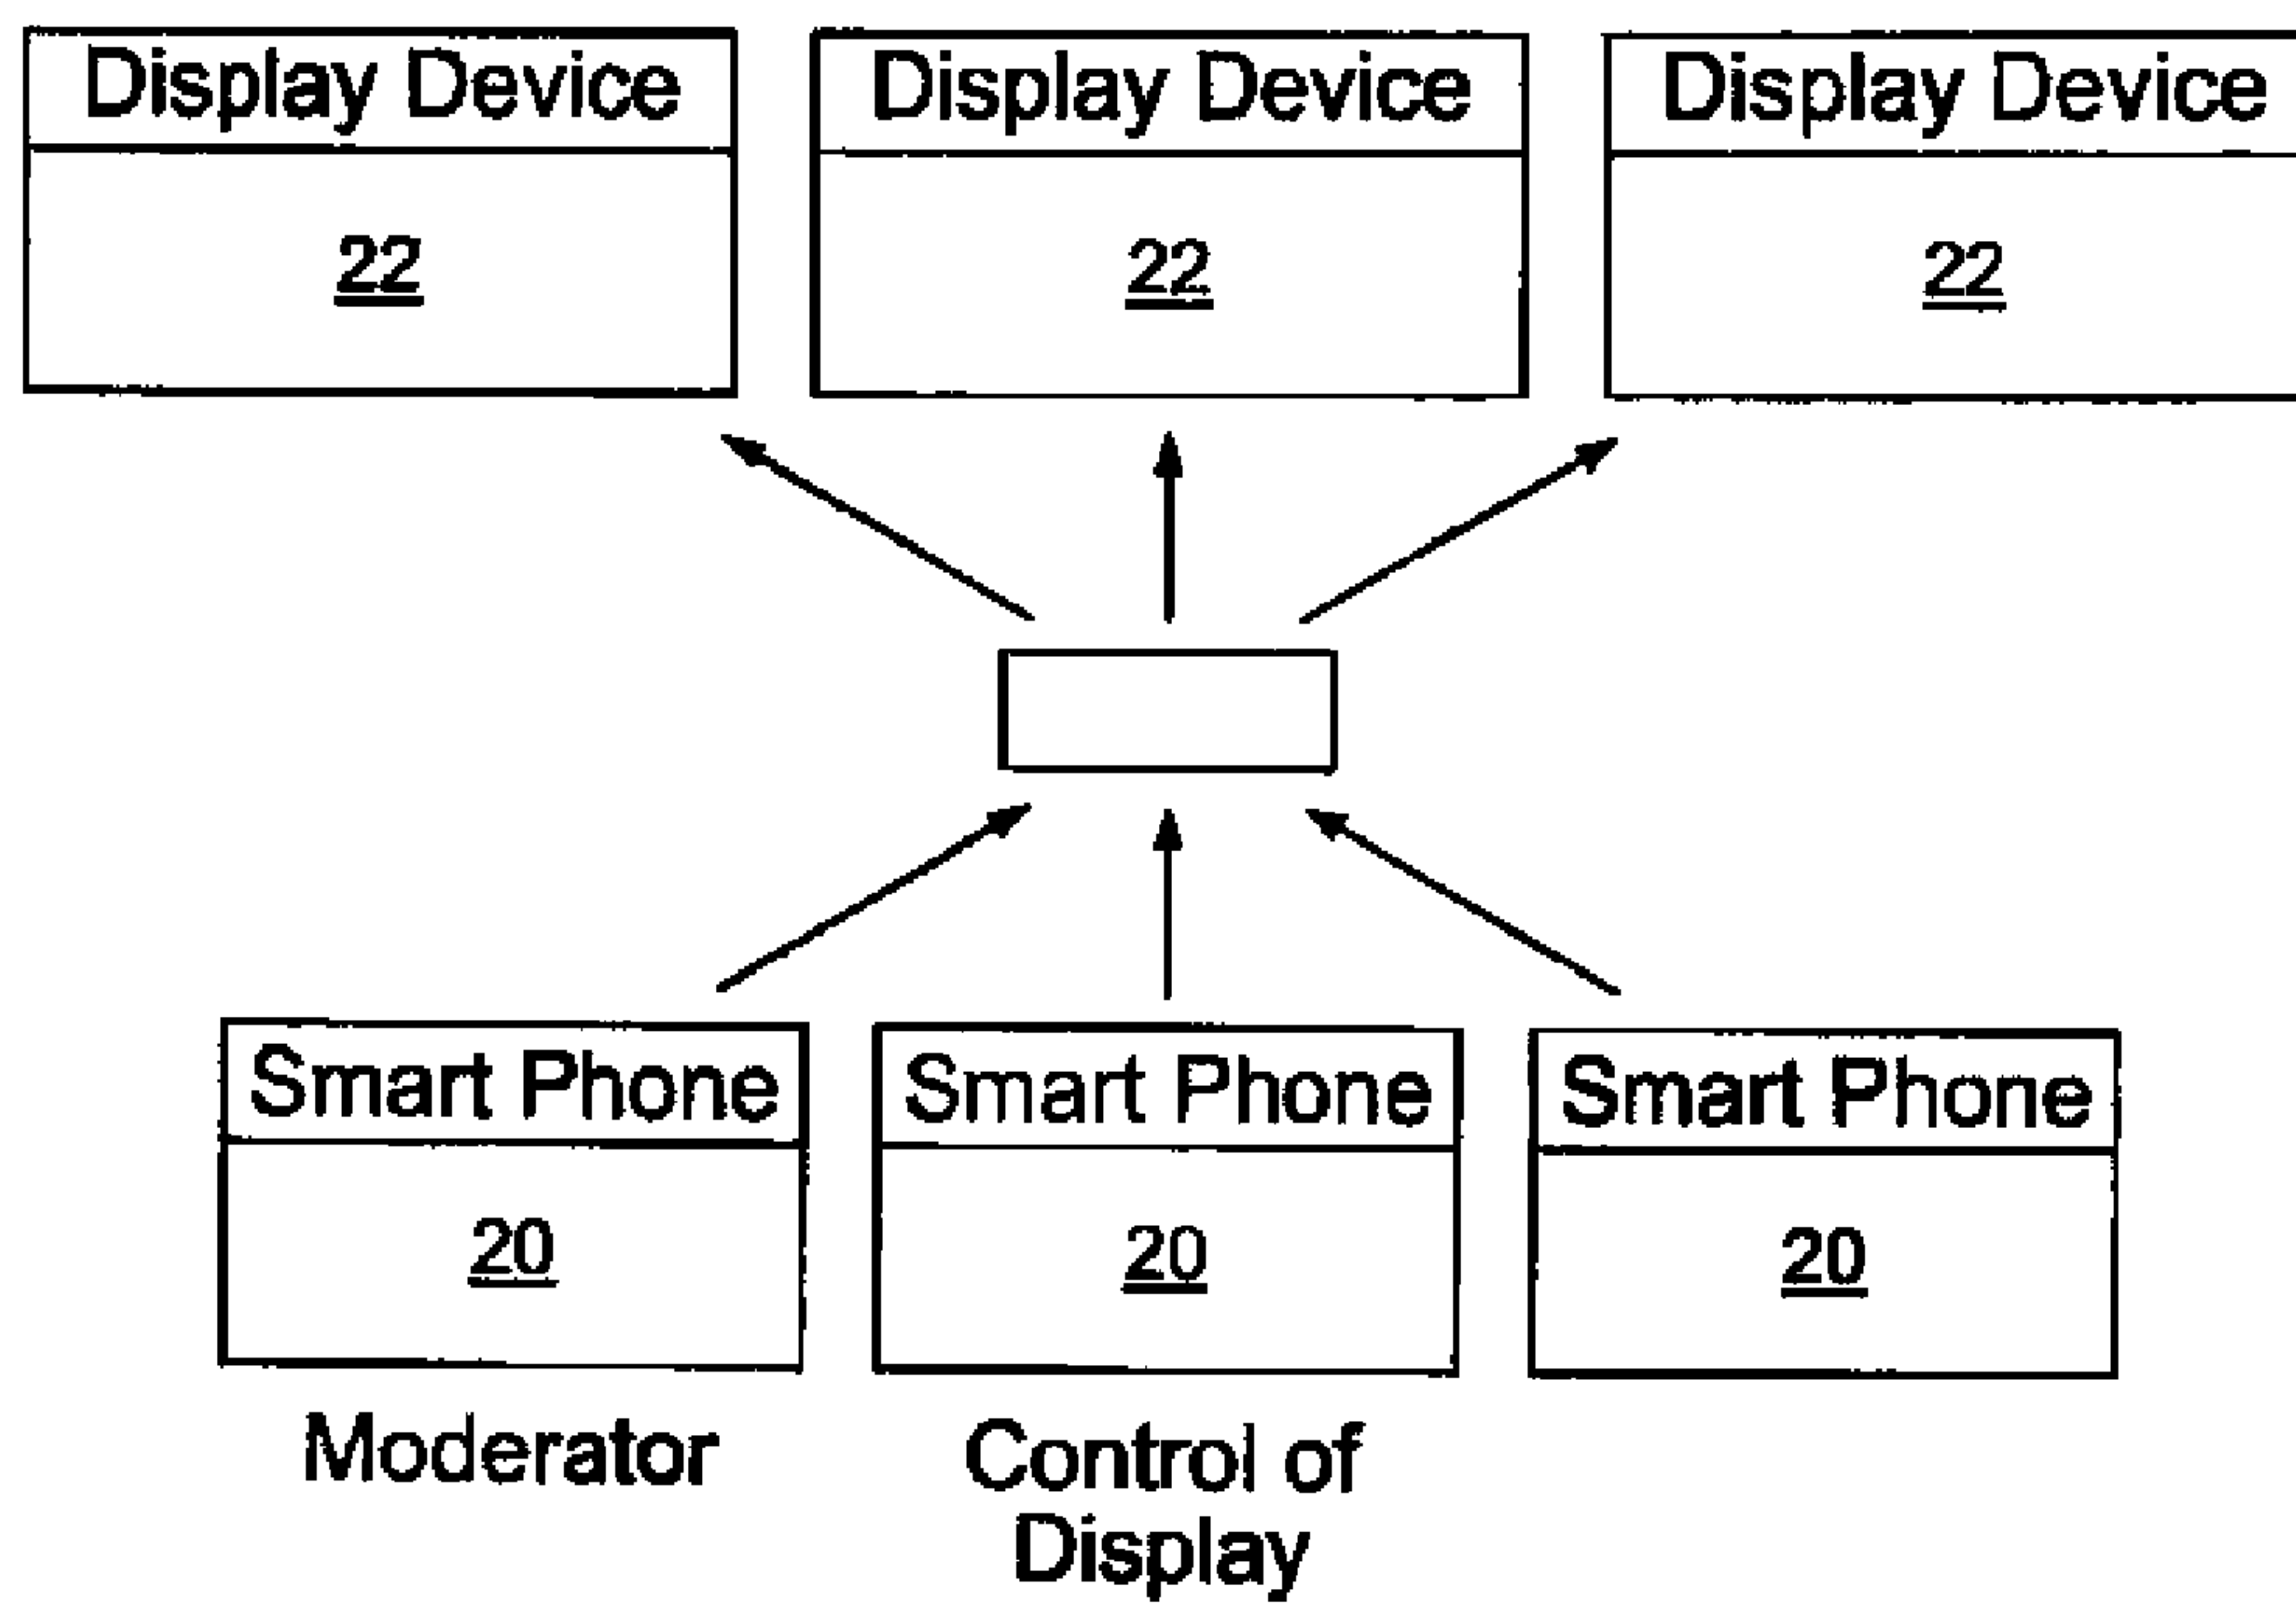 Display Device Display Device Display Device
22 22 22
Smart Phone Smart Phone Smart Phone
20 20 20
Moderator Control of
Display